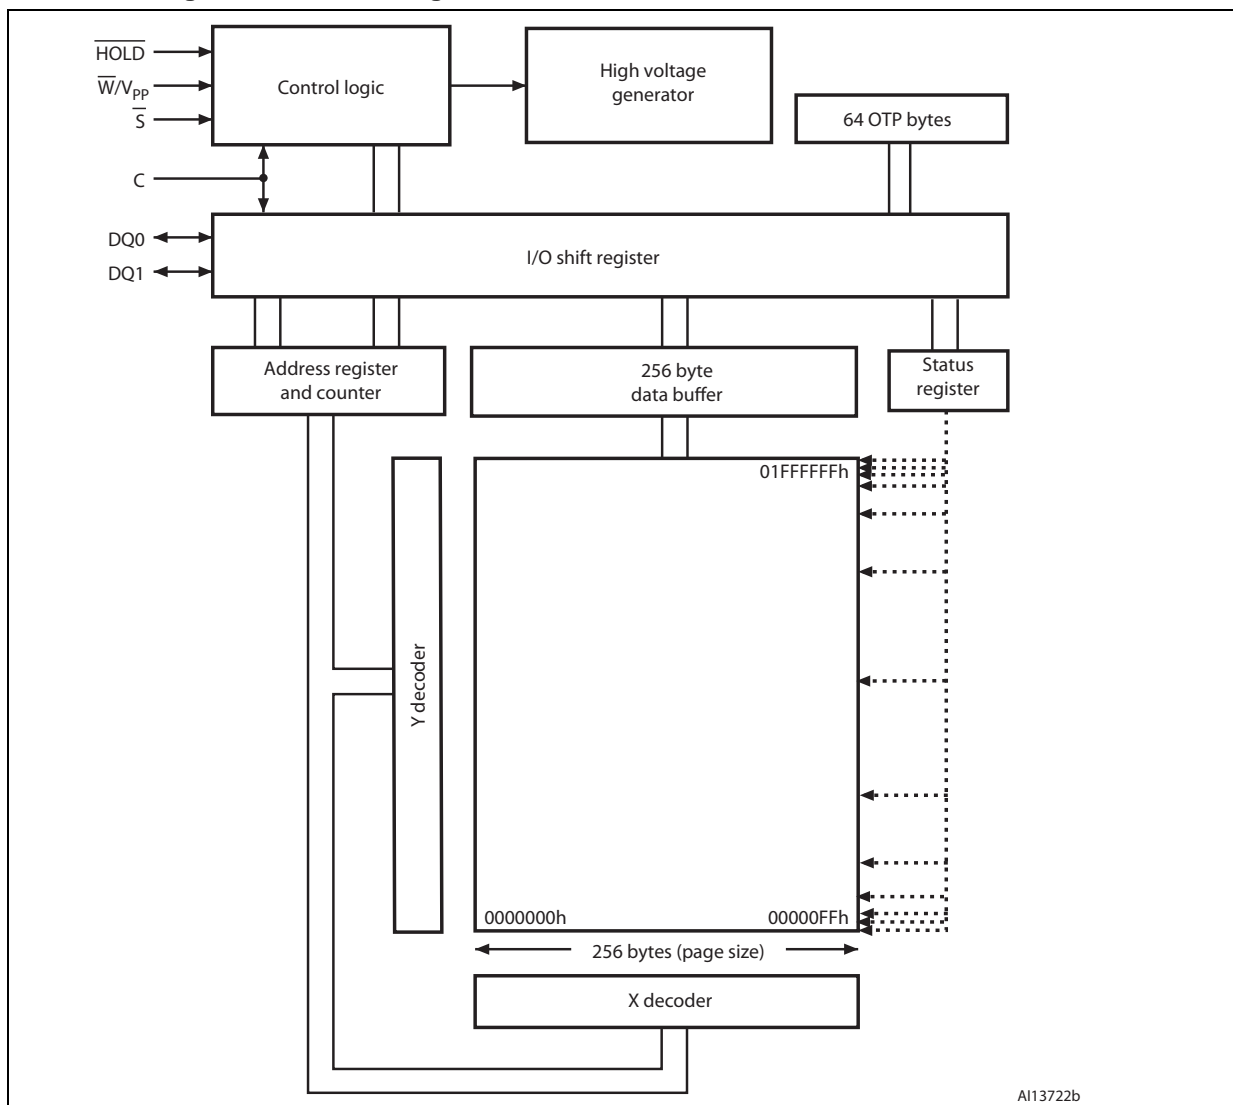 HOLD
W/VPP
S
C
DQ0
DQ1
Control logic
High voltage
generator
64 OTP bytes
I/O shift register
Address register
and counter
256 byte
data buffer
Status
register
01FFFFFFh
Y decoder
0000000h
00000FFh
256 bytes (page size)
X decoder
AI13722b